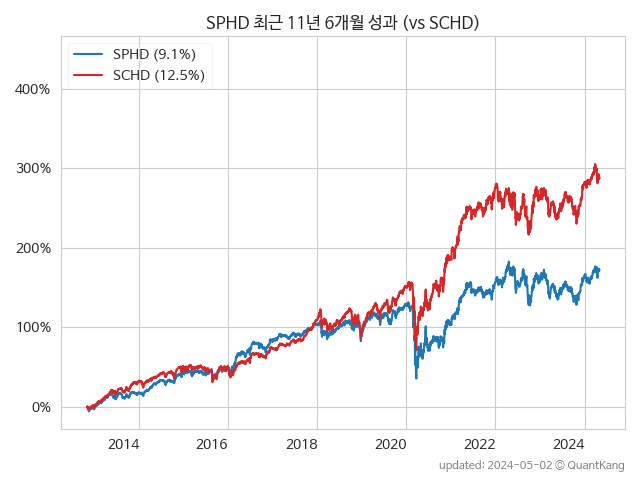 SPHD 최근 11년 6개월 성과 (vs SCHD)
SPHD (9.1%)
SCHD (12.5%)
400%
300%
200%
100%
0%
2014 2016 2018 2020 2022 2024
updated: 2024-05-02 © QuantKang